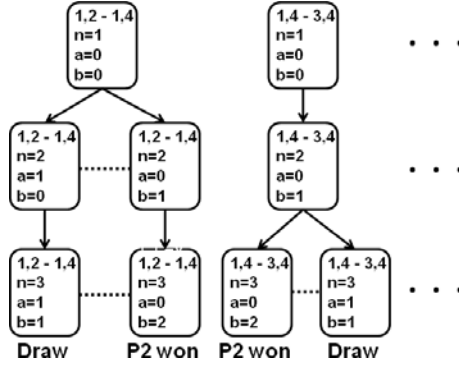 1,2 - 1,4
n=1
a=0
b=0
1,4 - 3,4
n=1
a=0
b=0
1,2 - 1,4
n=2
a=1
b=0
1,2 - 1,4
n=2
a=0
b=1
1,4 - 3,4
n=2
a=0
b=1
1,2 - 1,4
n=3
a=1
b=1
1,2 - 1,4
n=3
a=0
b=2
1,4 - 3,4
n=3
a=0
b=2
1,4 - 3,4
n=3
a=1
b=1
Draw
P2 won
P2 won
Draw